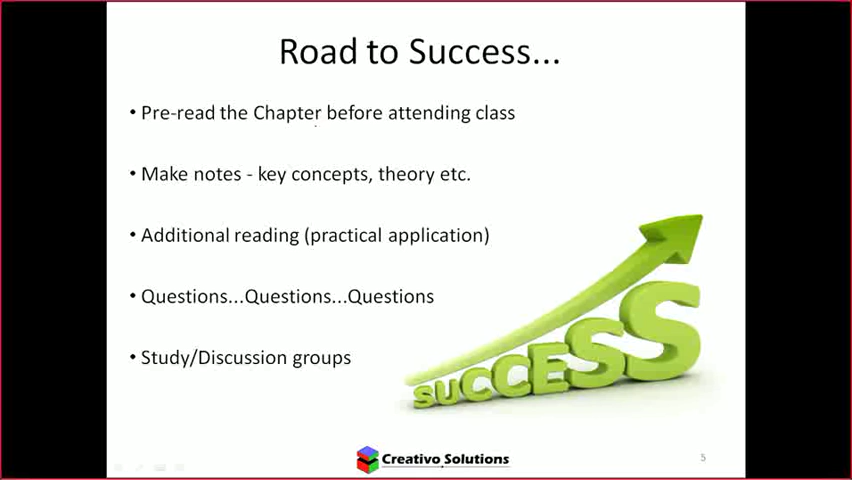 Road to Success...
• Pre-read the Chapter before attending class
• Make notes - key concepts, theory etc.
• Additional reading (practical application)
• Questions...Questions...Questions
• Study/Discussion groups
SUCCESS
Creativo Solutions
5